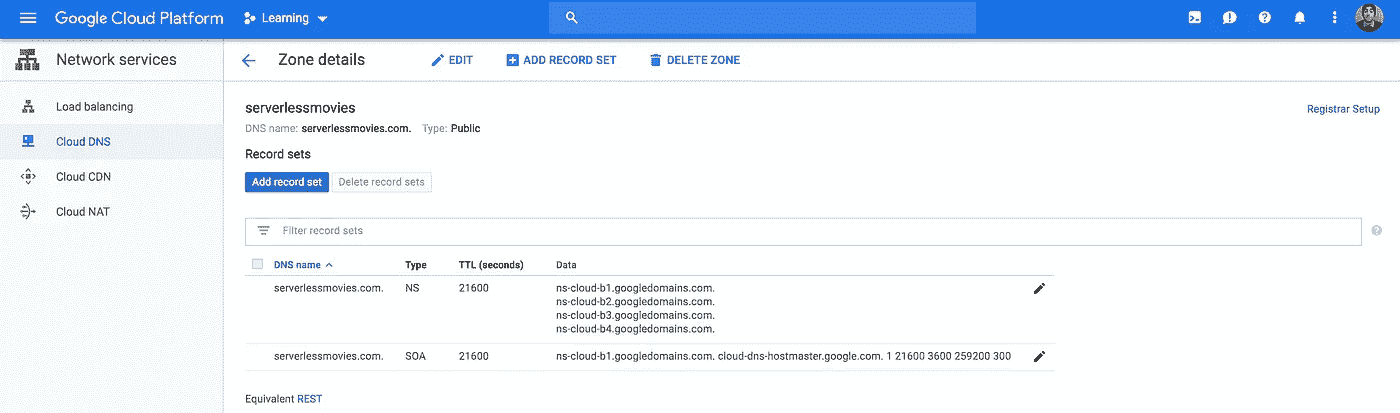 Google Cloud Platform Learning
Network services
Zone details EDIT ADD RECORD SET DELETE ZONE
Load balancing
Cloud DNS
Cloud CDN
Cloud NAT
serverlessmovies
Registrar Setup
DNS name: serverlessmovies.com. Type: Public
Record sets
Add record set Delete record sets
Filter record sets
DNS name Type TTL (seconds) Data
serverlessmovies.com. NS 21600 ns-cloud-b1.googledomains.com.
ns-cloud-b2.googledomains.com.
ns-cloud-b3.googledomains.com.
ns-cloud-b4.googledomains.com.
serverlessmovies.com. SOA 21600 ns-cloud-b1.googledomains.com. cloud-dns-hostmaster.google.com. 1 21600 3600 259200 300
Equivalent REST